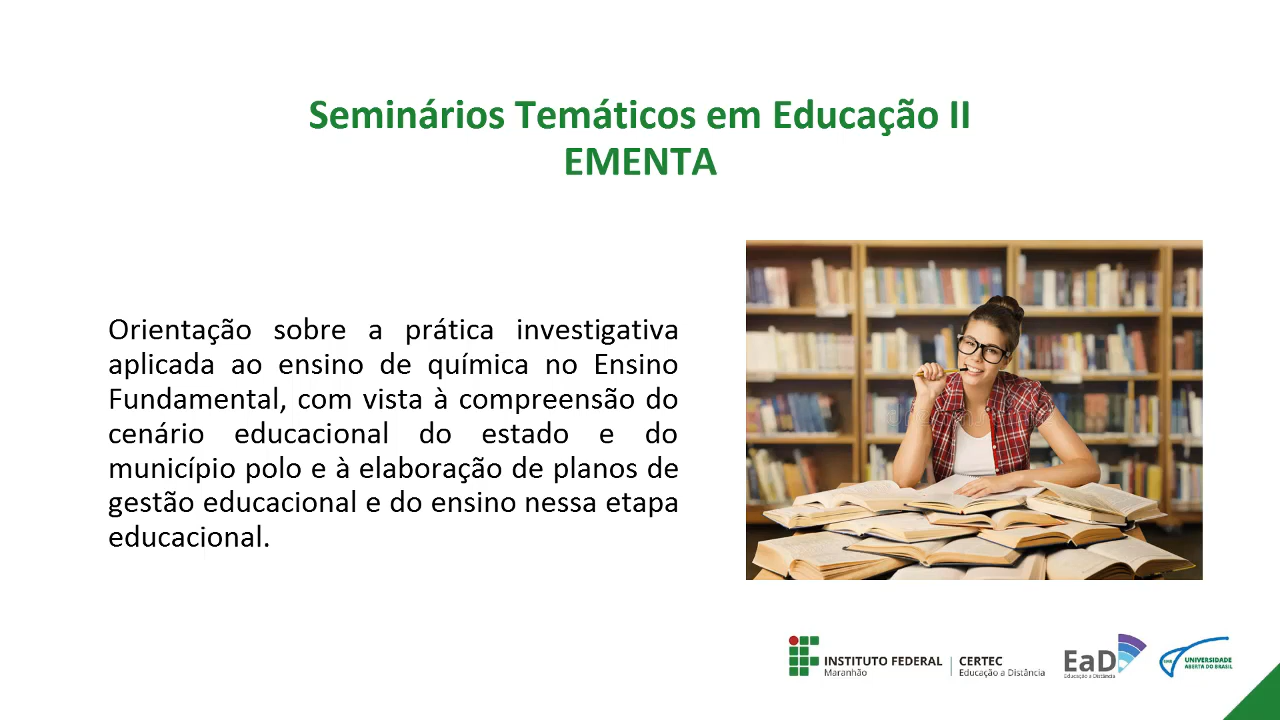 Seminários Temáticos em Educação II
EMENTA
Orientação sobre a prática investigativa
aplicada ao ensino de química no Ensino
Fundamental, com vista à compreensão do
cenário educacional do estado e do
município polo e à elaboração de planos de
gestão educacional e do ensino nessa etapa
educacional.
INSTITUTO FEDERAL
Maranhão
CERTEC
Educação a Distância
EaD
Educação a Distância
UNIVERSIDADE
ABERTA DO BRASIL